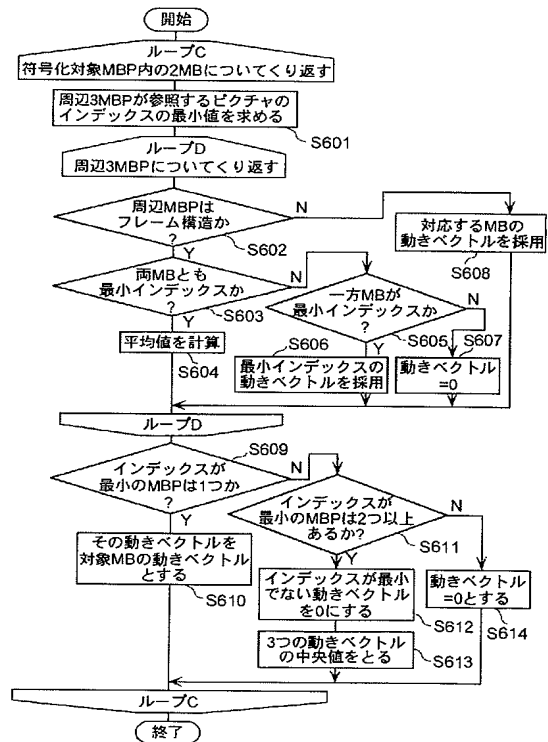 開始
ループC
符号化対象MBP内の2MBについてくり返す
周辺3MBPが参照するピクチャの
インデックスの最小値を求める
S601
ループD
周辺3MBPについてくり返す
周辺MBPは
フレーム構造か
?
N
S602
Y
対応するMBの
動きベクトルを採用
S608
両MBとも
最小インデックスか
?
N
S603
Y
一方MBが
最小インデックスか
?
N
S605
Y
平均値を計算
S604
S606
最小インデックスの
動きベクトルを採用
S607
動きベクトル
=0
ループD
S609
インデックスが
最小のMBPは1つか
?
N
Y
インデックスが
最小のMBPは2つ以上
あるか?
N
S611
Y
その動きベクトルを
対象MBの動きベクトル
とする
S610
インデックスが最小
でない動きベクトル
を0にする
S612
動きベクトル
=0とする
S614
3つの動きベクトル
の中央値をとる
S613
ループC
終了